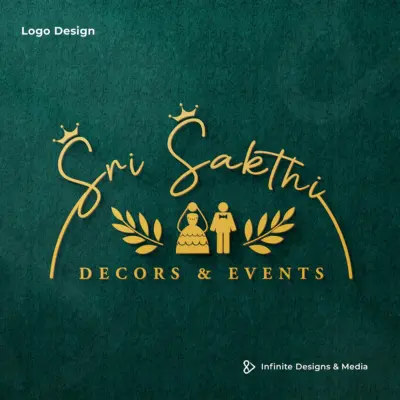 Logo Design
Sri Sakthi
DECORS & EVENTS
Infinite Designs & Media